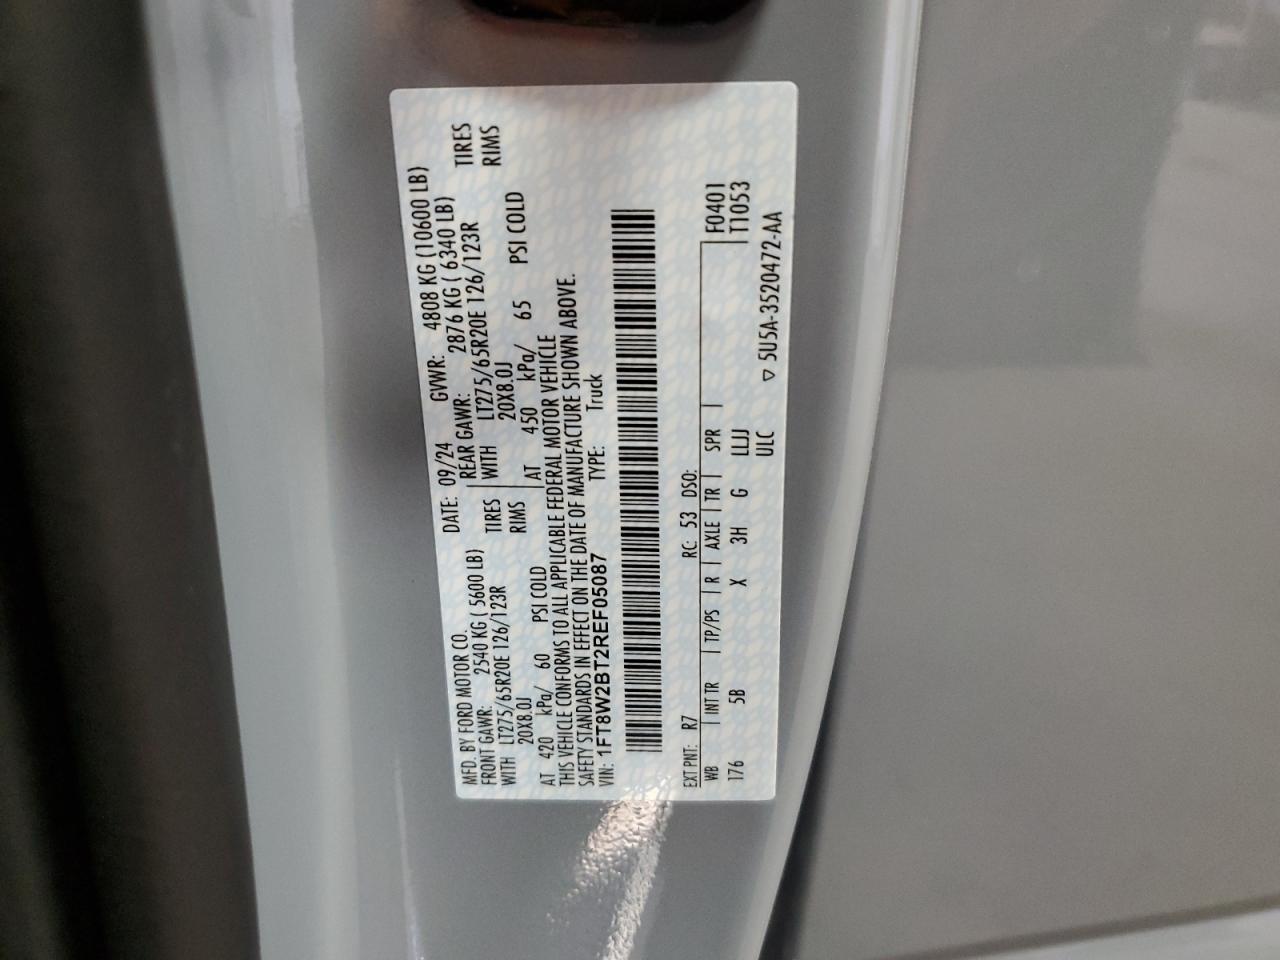 MFD. BY FORD MOTOR CO. DATE: 09/24 GVWR: 4808 KG (10600 LB)
FRONT GAWR: 2540 KG ( 5600 LB) REAR GAWR: 2876 KG ( 6340 LB)
WITH LT275/65R20E 126/123R TIRES WITH LT275/65R20E 126/123R TIRES
20X8.0J RIMS 20X8.0J RIMS
AT 420 kPa/ 60 PSI COLD AT 450 kPa/ 65 PSI COLD
THIS VEHICLE CONFORMS TO ALL APPLICABLE FEDERAL MOTOR VEHICLE
SAFETY STANDARDS IN EFFECT ON THE DATE OF MANUFACTURE SHOWN ABOVE.
VIN: 1FT8W2BT2REF05087 TYPE: Truck
EXT PNT: R7 RC: 53 DSO:
WB INT TR TP/PS R AXLE TR SPR F0401
176 5B X 3H G LLJJ T1053
ULC ▽ 5U5A-3520472-AA